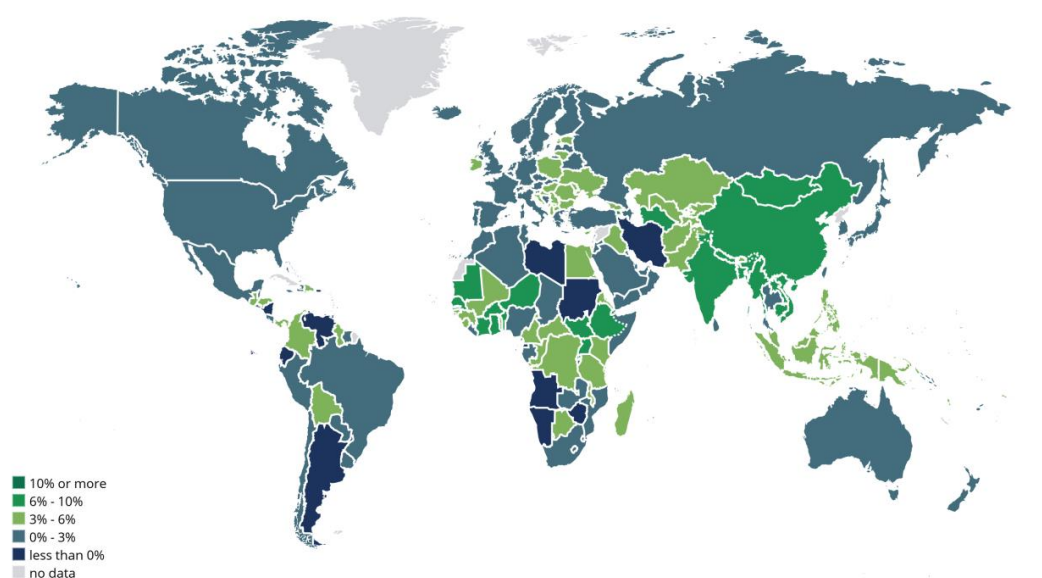 10% or more
6% - 10%
3% - 6%
0% - 3%
less than 0%
no data